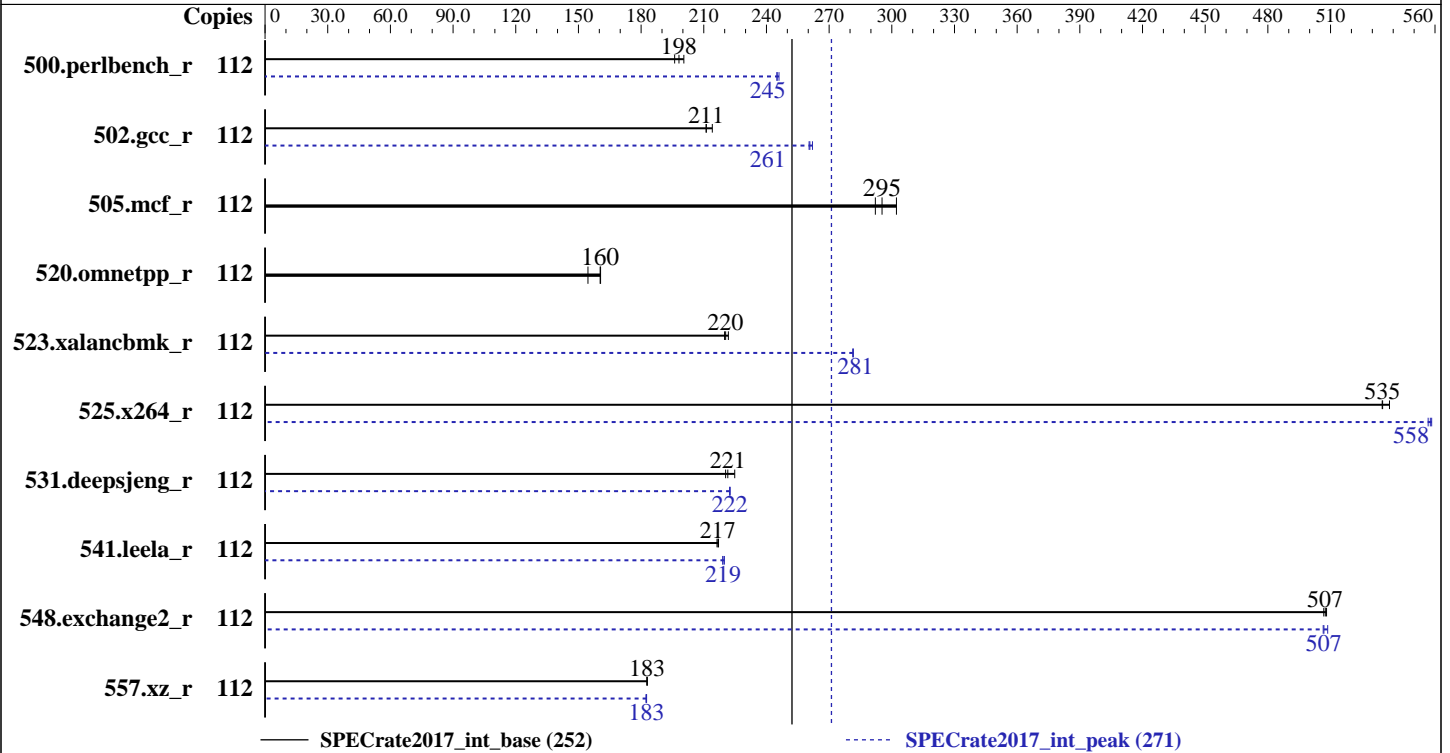 Copies 0 30.0 60.0 90.0 120 150 180 210 240 270 300 330 360 390 420 450 480 510 560
198
500.perlbench_r 112
245
211
502.gcc_r 112
261
295
505.mcf_r 112
160
520.omnetpp_r 112
220
523.xalancbmk_r 112
281
535
525.x264_r 112
558
221
531.deepsjeng_r 112
222
217
541.leela_r 112
219
507
548.exchange2_r 112
507
183
557.xz_r 112
183
SPECrate2017_int_base (252) SPECrate2017_int_peak (271)